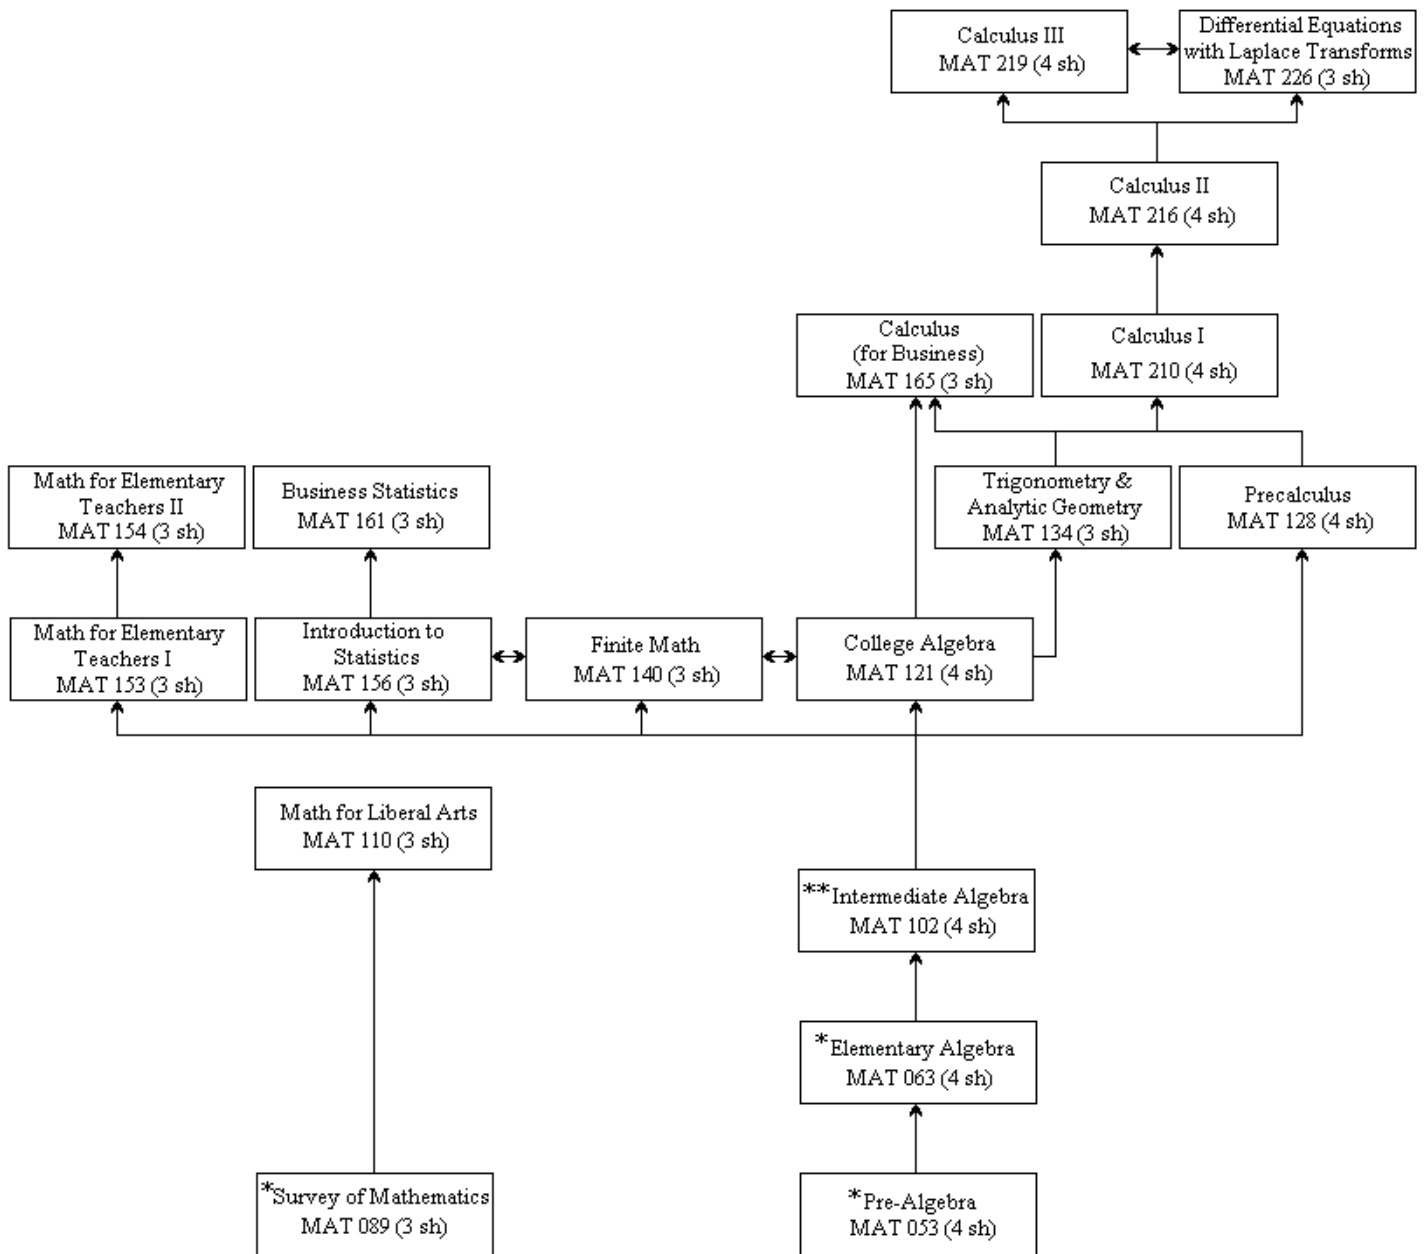 Calculus III
MAT 219 (4 sh)
Differential Equations
with Laplace Transforms
MAT 226 (3 sh)
Calculus II
MAT 216 (4 sh)
Calculus
(for Business)
MAT 165 (3 sh)
Calculus I
MAT 210 (4 sh)
Math for Elementary
Teachers II
MAT 154 (3 sh)
Business Statistics
MAT 161 (3 sh)
Trigonometry &
Analytic Geometry
MAT 134 (3 sh)
Precalculus
MAT 128 (4 sh)
Math for Elementary
Teachers I
MAT 153 (3 sh)
Introduction to
Statistics
MAT 156 (3 sh)
Finite Math
MAT 140 (3 sh)
College Algebra
MAT 121 (4 sh)
Math for Liberal Arts
MAT 110 (3 sh)
**Intermediate Algebra
MAT 102 (4 sh)
*Elementary Algebra
MAT 063 (4 sh)
*Survey of Mathematics
MAT 089 (3 sh)
*Pre-Algebra
MAT 053 (4 sh)